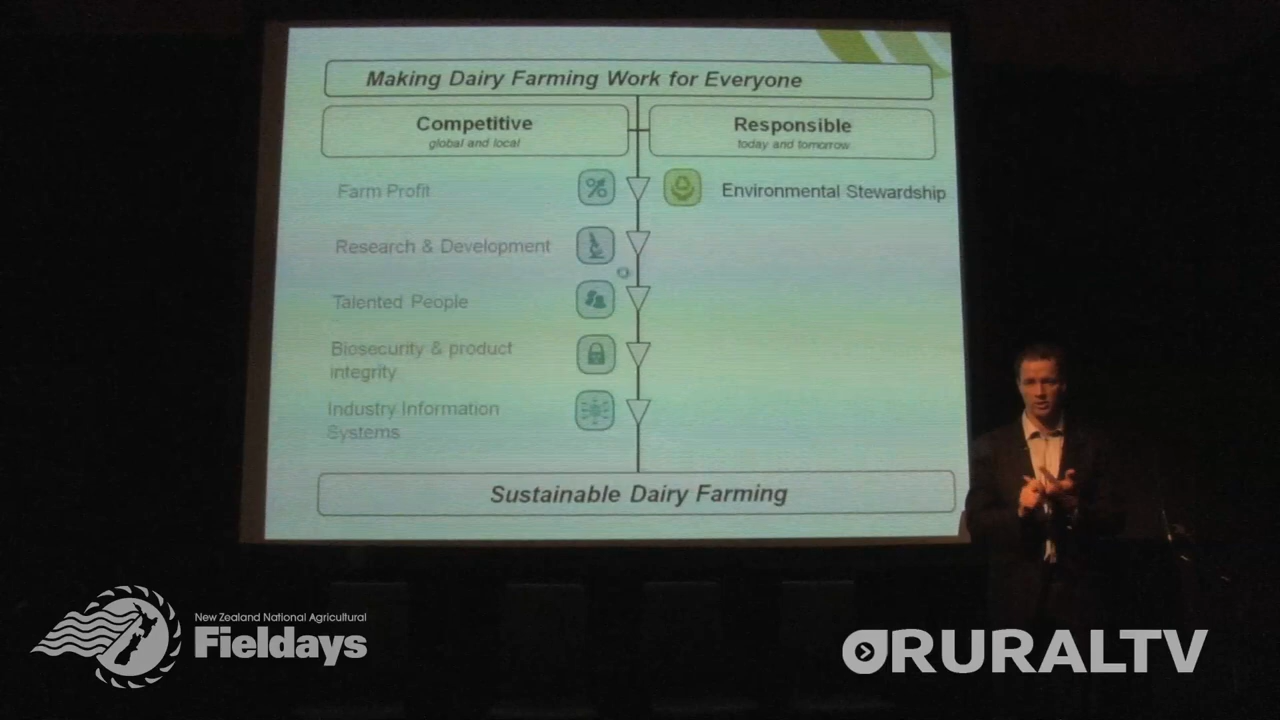 Making Dairy Farming Work for Everyone
Competitive
global and local
Responsible
today and tomorrow
Farm Profit
Environmental Stewardship
Research & Development
Talented People
Biosecurity & product
integrity
Industry Information
Systems
Sustainable Dairy Farming
New Zealand National Agricultural
Fieldays
RURALTV